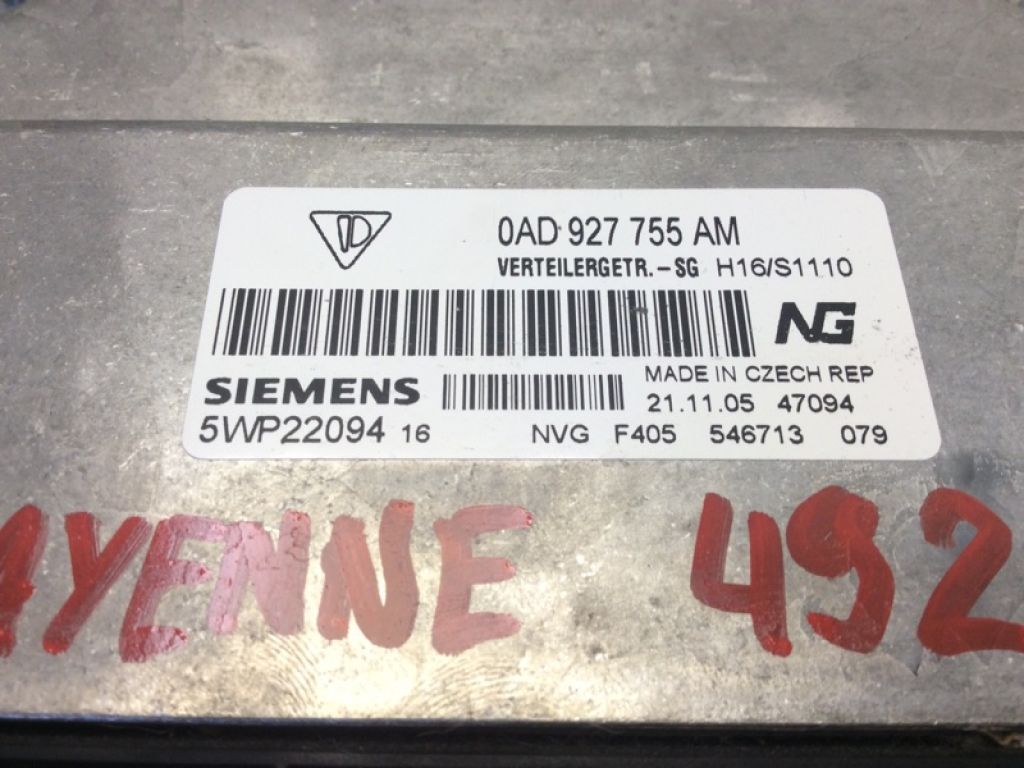 0AD 927 755 AM
VERTEILERGETR.-SG H16/S1110
NG
SIEMENS
MADE IN CZECH REP
21.11.05 47094
5WP22094 16
NVG F405 546713 079
AYENNE 492